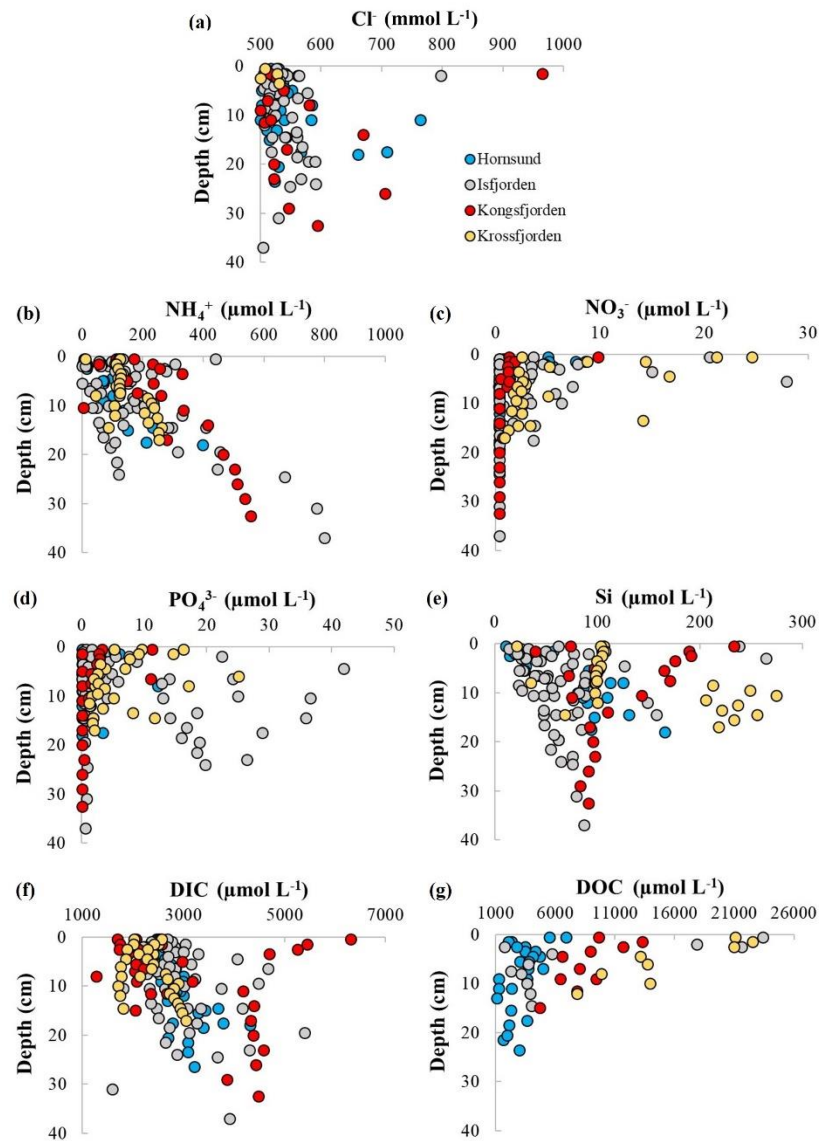 (a)
Cl- (mmol L-1)
500 600 700 800 900 1000
Depth (cm)
0
10
20
30
40
Hornsund
Isfjorden
Kongsfjorden
Krossfjorden
(b)
NH4+ (µmol L-1)
0 200 400 600 800 1000
Depth (cm)
0
10
20
30
40
(c)
NO3- (µmol L-1)
0 10 20 30
Depth (cm)
0
10
20
30
40
(d)
PO43- (µmol L-1)
0 10 20 30 40 50
Depth (cm)
0
10
20
30
40
(e)
Si (µmol L-1)
0 100 200 300
Depth (cm)
0
10
20
30
40
(f)
DIC (µmol L-1)
1000 3000 5000 7000
Depth (cm)
0
10
20
30
40
(g)
DOC (µmol L-1)
1000 6000 11000 16000 21000 26000
Depth (cm)
0
10
20
30
40